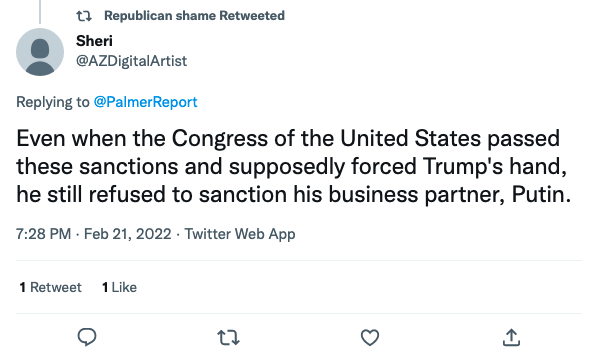 Republican shame Retweeted
Sheri
@AZDigitalArtist
Replying to @PalmerReport
Even when the Congress of the United States passed
these sanctions and supposedly forced Trump's hand,
he still refused to sanction his business partner, Putin.
7:28 PM · Feb 21, 2022 · Twitter Web App
1 Retweet 1 Like